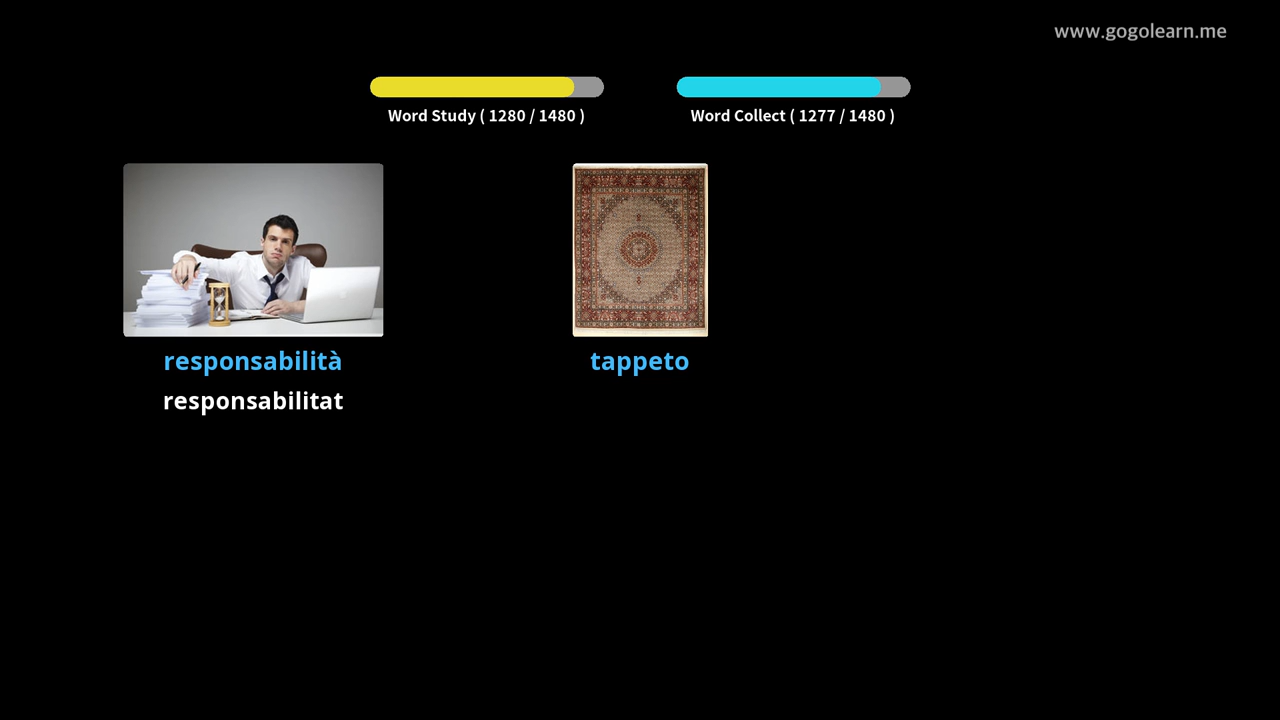 www.gogolearn.me
Word Study ( 1280 / 1480 )
Word Collect ( 1277 / 1480 )
responsabilità
responsabilitat
tappeto